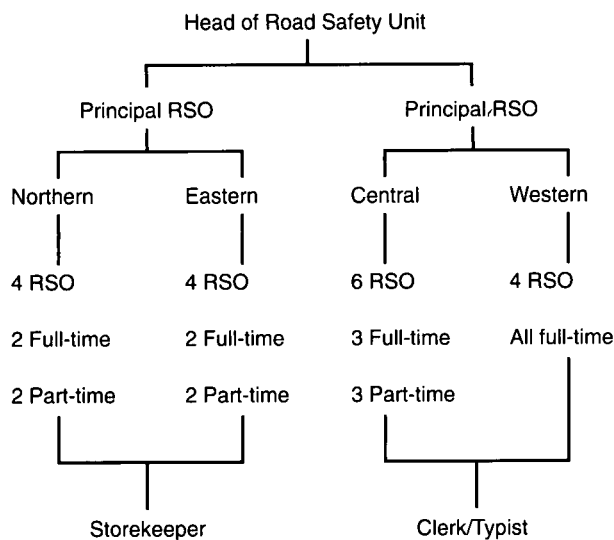 Head of Road Safety Unit
Principal RSO Principal RSO
Northern Eastern Central Western
4 RSO 4 RSO 6 RSO 4 RSO
2 Full-time 2 Full-time 3 Full-time All full-time
2 Part-time 2 Part-time 3 Part-time
Storekeeper Clerk/Typist